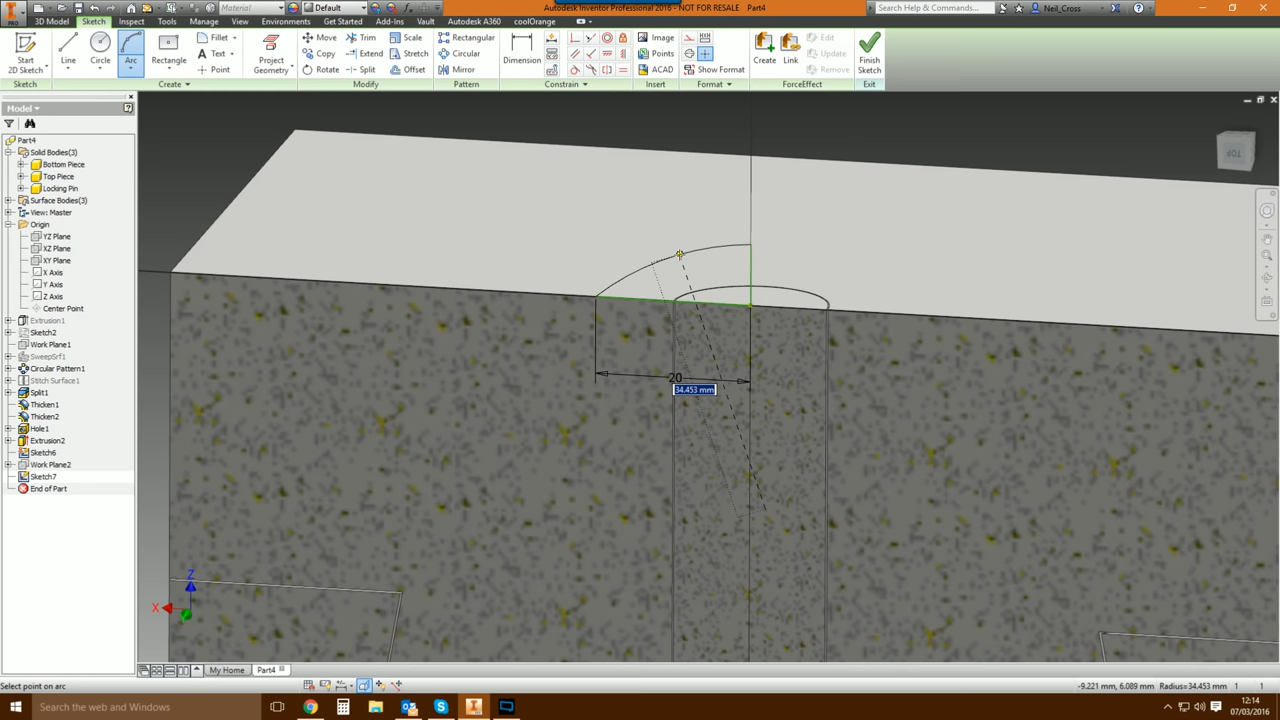 PRO
Material
Default
Autodesk Inventor Professional 2016 - NOT FOR RESALE   Part4
Search Help & Commands...
Neil_Cross
3D Model
Sketch
Inspect
Tools
Manage
View
Environments
Get Started
Add-Ins
Vault
Autodesk A360
coolOrange
Start
2D Sketch
Line
Circle
Arc
Rectangle
Fillet
Text
Point
Project
Geometry
Move
Copy
Rotate
Trim
Extend
Split
Scale
Stretch
Offset
Rectangular
Circular
Mirror
Dimension
Image
Points
ACAD
Show Format
Create
Link
Edit
Update
Remove
Finish
Sketch
Sketch
Create
Modify
Pattern
Constrain
Insert
Format
ForceEffect
Exit
Model
Part4
Solid Bodies(3)
Bottom Piece
Top Piece
Locking Pin
Surface Bodies(3)
View: Master
Origin
YZ Plane
XZ Plane
XY Plane
X Axis
Y Axis
Z Axis
Center Point
Extrusion1
Sketch2
Work Plane1
SweepSrf1
Circular Pattern1
Stitch Surface1
Split1
Thicken1
Thicken2
Hole1
Extrusion2
Sketch6
Work Plane2
Sketch7
End of Part
TOP
20
34.453 mm
Z
X
My Home
Part4
Select point on arc
-9.221 mm, 6.089 mm  Radius=34.453 mm
1
1
Search the web and Windows
12:14
07/03/2016